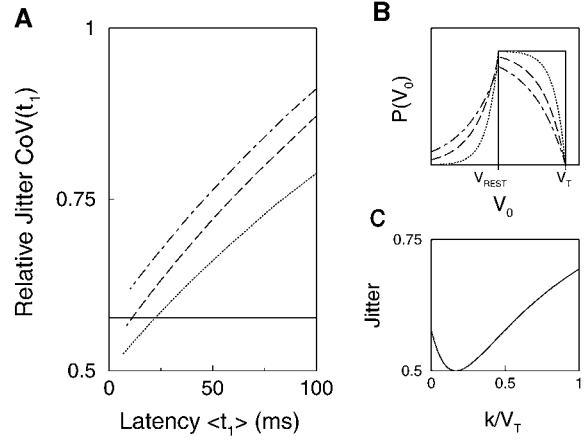 A
1
0.75
0.5
Relative Jitter CoV(t1)
0
50
100
Latency <t1> (ms)
B
P(V0)
VREST
VT
V0
C
0.75
0.5
Jitter
0
0.5
1
k/VT